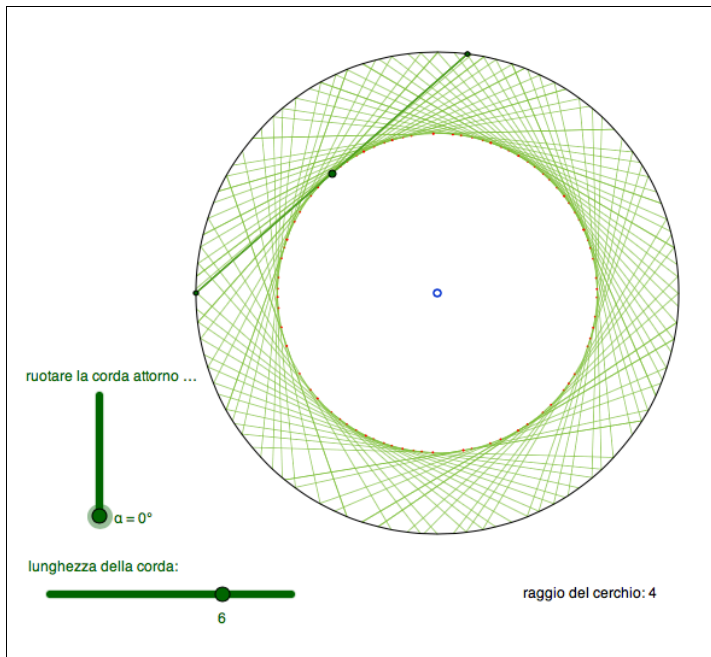 ruotare la corda attorno ...
α = 0°
lunghezza della corda:
6
raggio del cerchio: 4